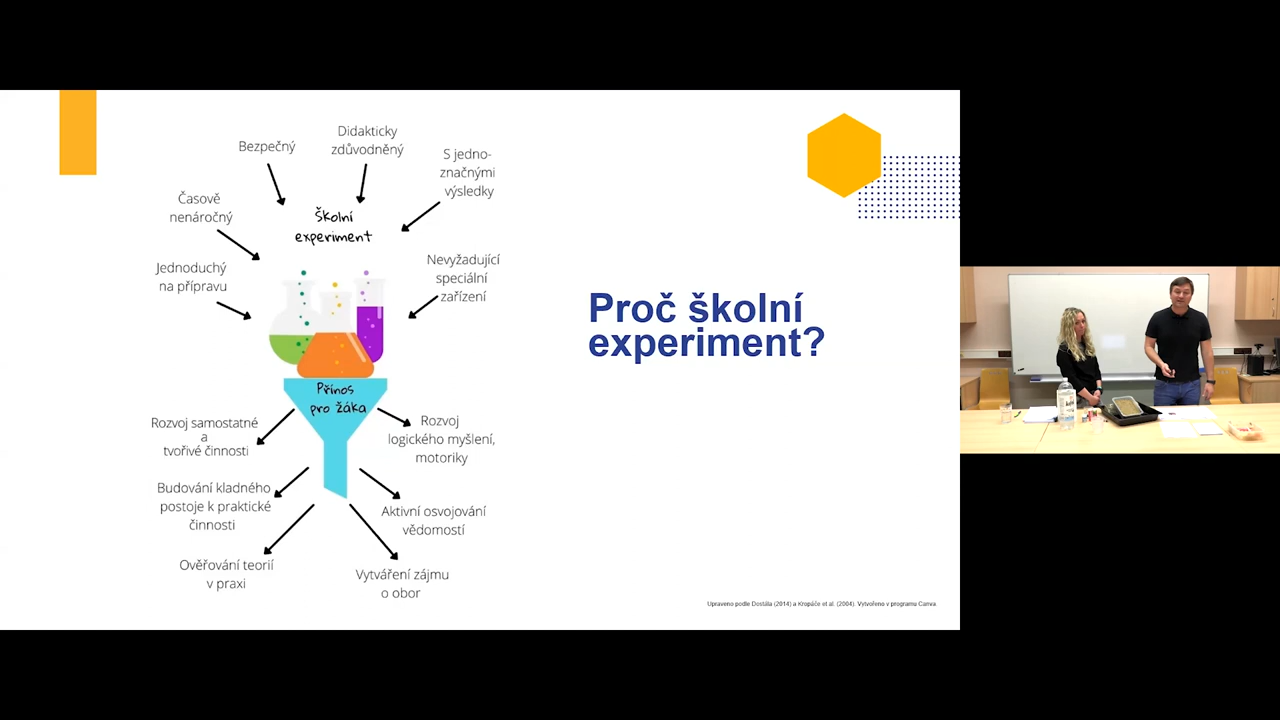 Bezpečný
Didakticky
zdůvodněný
S jedno-
značnými
výsledky
Časově
nenáročný
Školní
experiment
Jednoduchý
na přípravu
Nevyžadující
speciální
zařízení
Proč školní
experiment?
Přínos
pro žáka
Rozvoj samostatné
a
tvořivé činnosti
Rozvoj
logického myšlení,
motoriky
Budování kladného
postoje k praktické
činnosti
Aktivní osvojování
vědomostí
Ověřování teorií
v praxi
Vytváření zájmu
o obor
Upraveno podle Dostála (2014) a Kropáče et al. (2004). Vytvořeno v programu Canva.